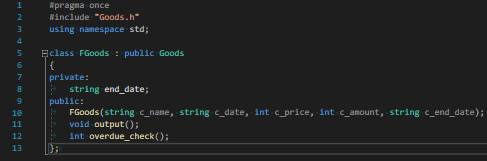 1 #pragma once
2 #include "Goods.h"
3 using namespace std;
4
5 class FGoods : public Goods
6 {
7 private:
8 string end_date;
9 public:
10 FGoods(string c_name, string c_date, int c_price, int c_amount, string c_end_date);
11 void output();
12 int overdue_check();
13 };